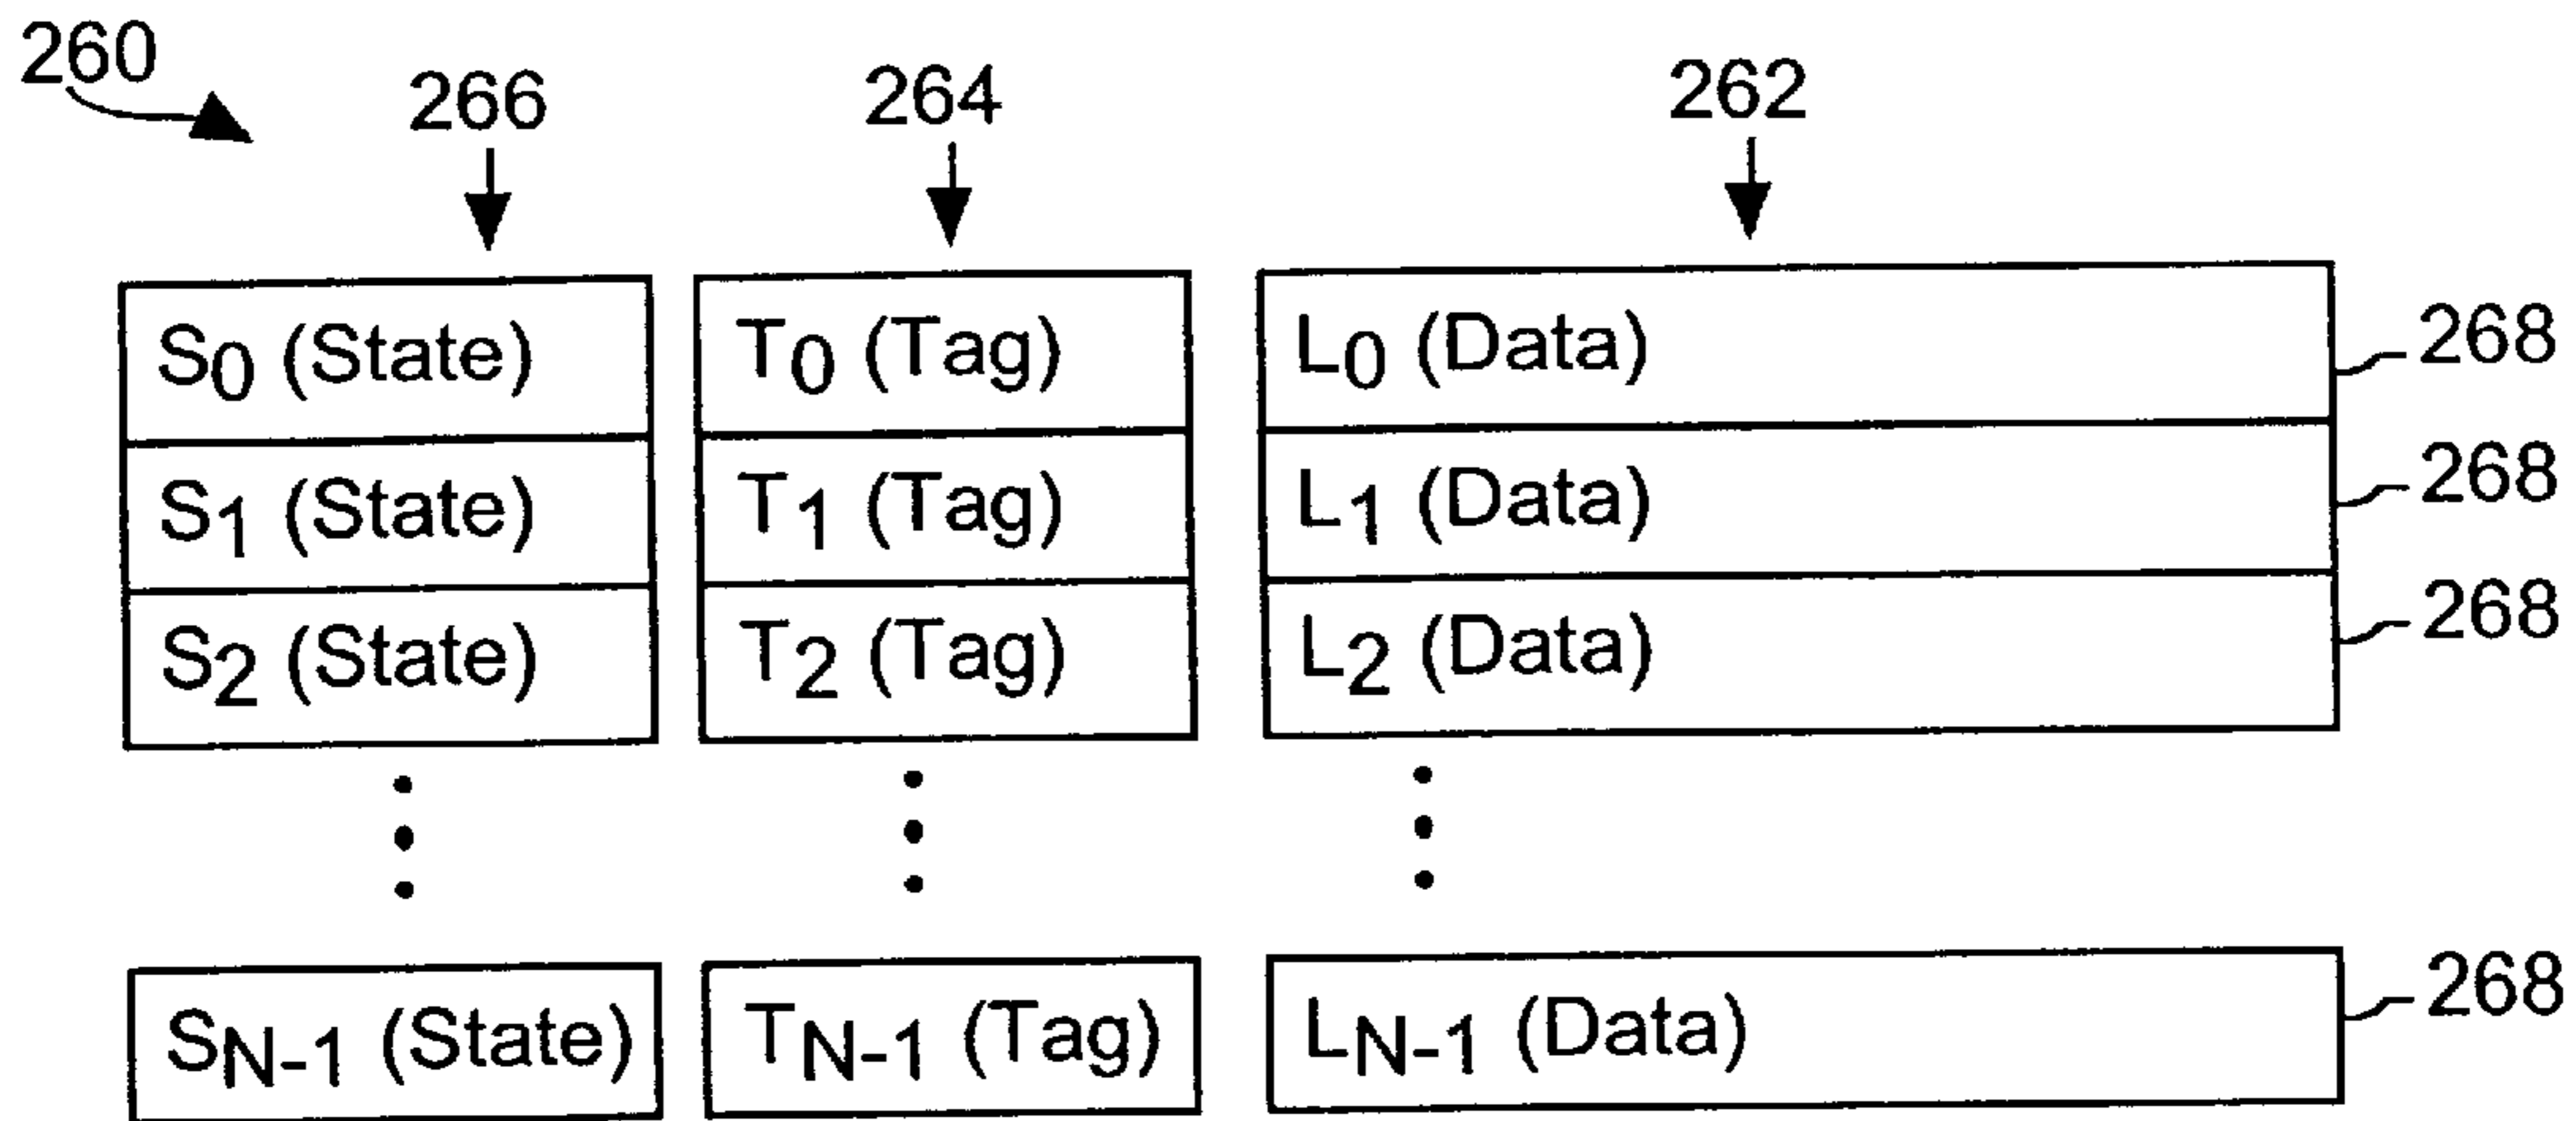 260
266 264 262
S0 (State) T0 (Tag) L0 (Data) 268
S1 (State) T1 (Tag) L1 (Data) 268
S2 (State) T2 (Tag) L2 (Data) 268
SN-1 (State) TN-1 (Tag) LN-1 (Data) 268